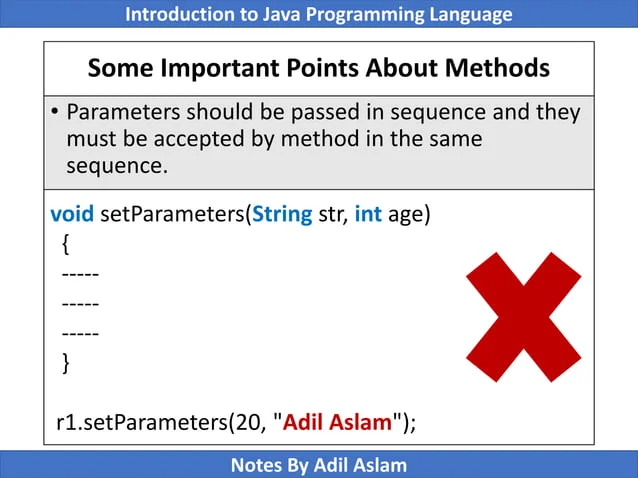 Introduction to Java Programming Language
Some Important Points About Methods
• Parameters should be passed in sequence and they
must be accepted by method in the same
sequence.
void setParameters(String str, int age)
{
-----
-----
-----
}
r1.setParameters(20, "Adil Aslam");
Notes By Adil Aslam